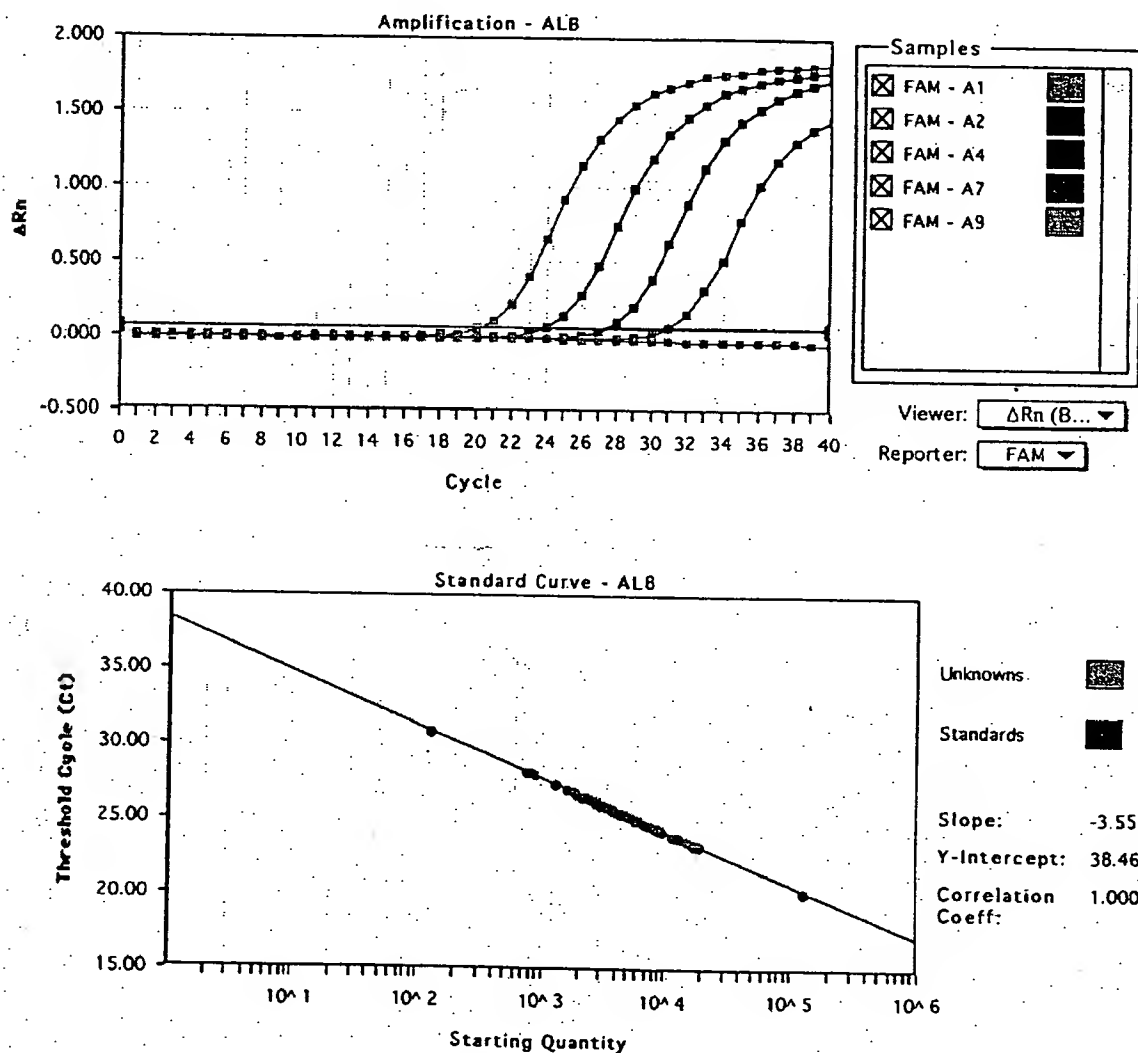 Amplification - ALB
2.000
1.500
1.000
0.500
0.000
-0.500
ΔRn
0 2 4 6 8 10 12 14 16 18 20 22 24 26 28 30 32 34 36 38 40
Cycle
Samples
FAM - A1
FAM - A2
FAM - A4
FAM - A7
FAM - A9
Viewer: ΔRn (B... ▼
Reporter: FAM ▼
Standard Curve - ALB
40.00
35.00
30.00
25.00
20.00
15.00
Threshold Cycle (Ct)
10^1 10^2 10^3 10^4 10^5 10^6
Starting Quantity
Unknowns
Standards
Slope: -3.55
Y-Intercept: 38.46
Correlation 1.000
Coeff: